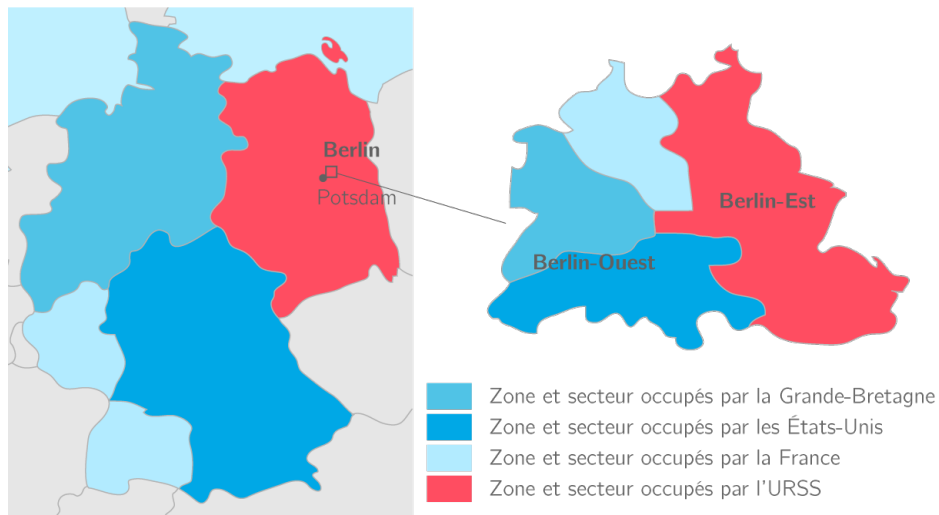 Berlin
Potsdam
Berlin-Est
Berlin-Ouest
Zone et secteur occupés par la Grande-Bretagne
Zone et secteur occupés par les États-Unis
Zone et secteur occupés par la France
Zone et secteur occupés par l'URSS